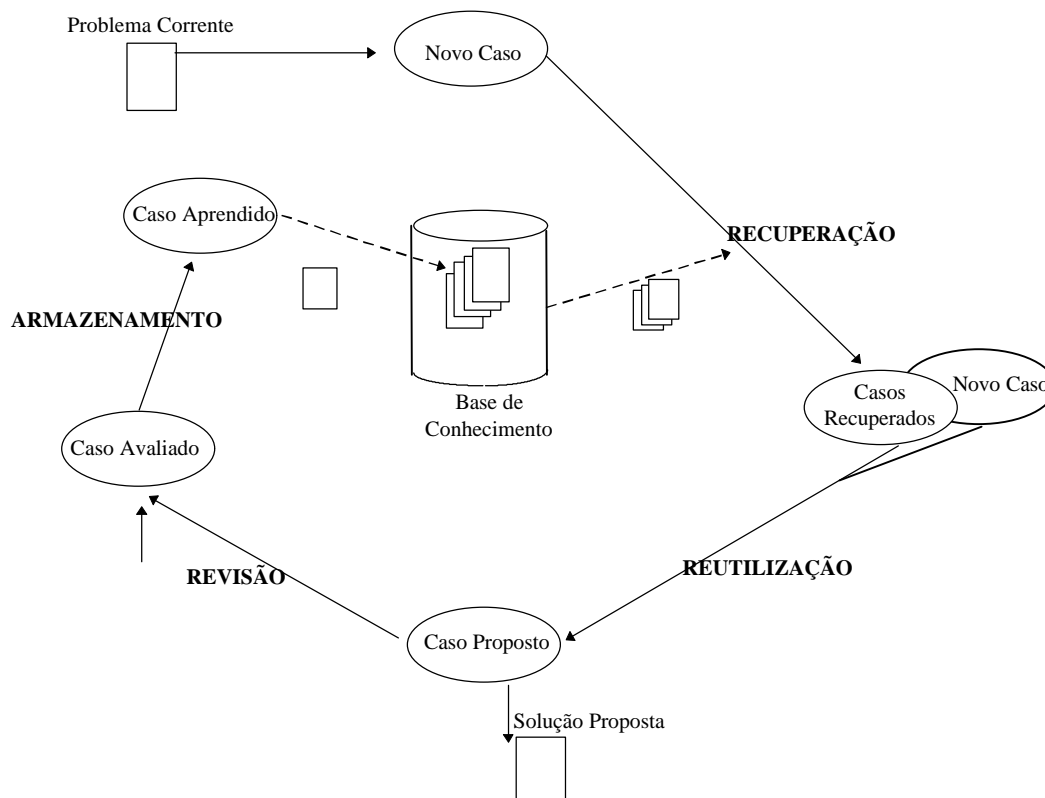 Problema Corrente
Novo Caso
Caso Aprendido
RECUPERAÇÃO
ARMAZENAMENTO
Casos
Recuperados
Novo Caso
Base de
Conhecimento
Caso Avaliado
REVISÃO
REUTILIZAÇÃO
Caso Proposto
Solução Proposta